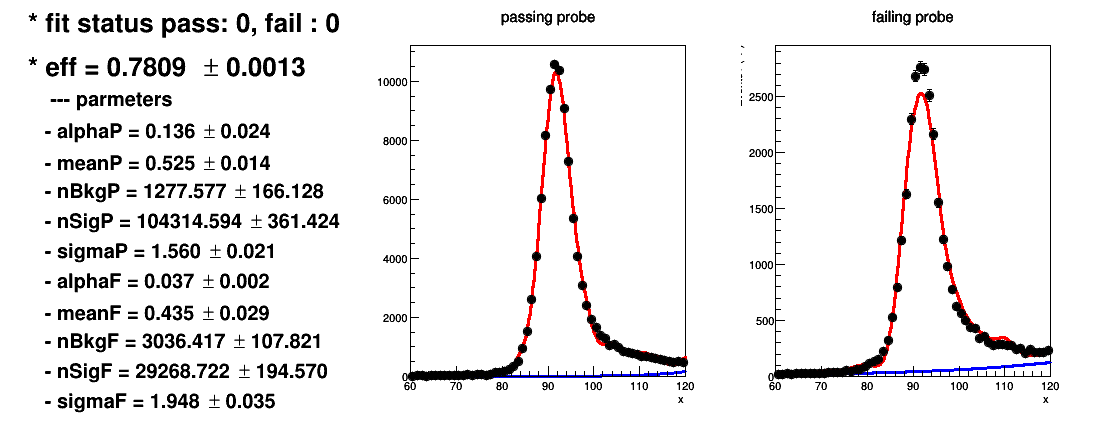 * fit status pass: 0, fail : 0
* eff = 0.7809 ± 0.0013
--- parmeters
- alphaP = 0.136 ± 0.024
- meanP = 0.525 ± 0.014
- nBkgP = 1277.577 ± 166.128
- nSigP = 104314.594 ± 361.424
- sigmaP = 1.560 ± 0.021
- alphaF = 0.037 ± 0.002
- meanF = 0.435 ± 0.029
- nBkgF = 3036.417 ± 107.821
- nSigF = 29268.722 ± 194.570
- sigmaF = 1.948 ± 0.035
passing probe
10000
8000
6000
4000
2000
0
60 70 80 90 100 110 120
x
failing probe
2500
2000
1500
1000
500
0
60 70 80 90 100 110 120
x